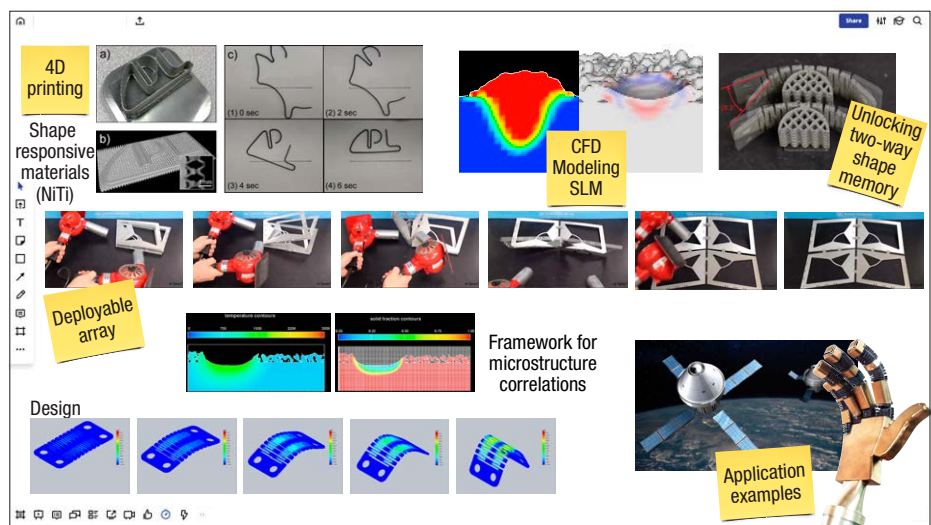 Share
4D
printing
a)
c)
(1) 0 sec
(2) 2 sec
b)
(3) 4 sec
(4) 6 sec
Shape
responsive
materials
(NiTi)
CFD
Modeling
SLM
Unlocking
two-way
shape
memory
T
Deployable
array
temperature contours
solid fraction contours
Framework for
microstructure
correlations
Design
Application
examples